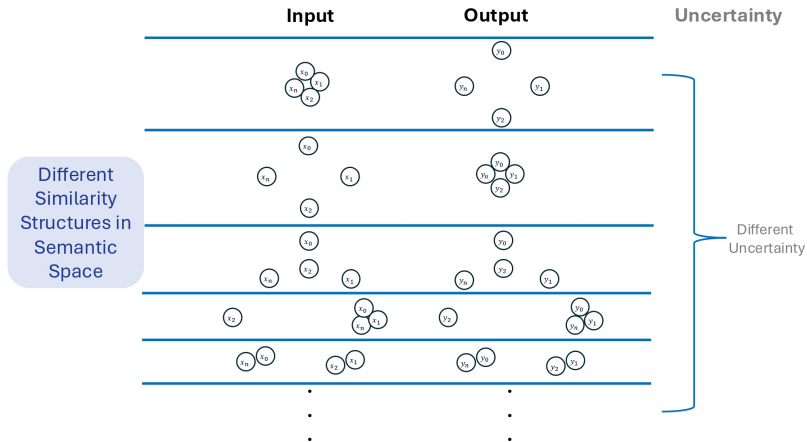 Input Output Uncertainty
y₀
x₀
xₙ x₁ yₙ y₁
x₂
y₂
x₀
y₀
xₙ x₁ yₙ y₁
y₂
x₂
Different
Similarity
Structures in
Semantic
Space
x₀ y₀
x₂ y₂
xₙ x₁ yₙ y₁
Different
Uncertainty
x₀ y₀
x₂ x₁ y₂ y₁
xₙ yₙ
xₙ x₀ x₂ x₁ yₙ y₀ y₂ y₁